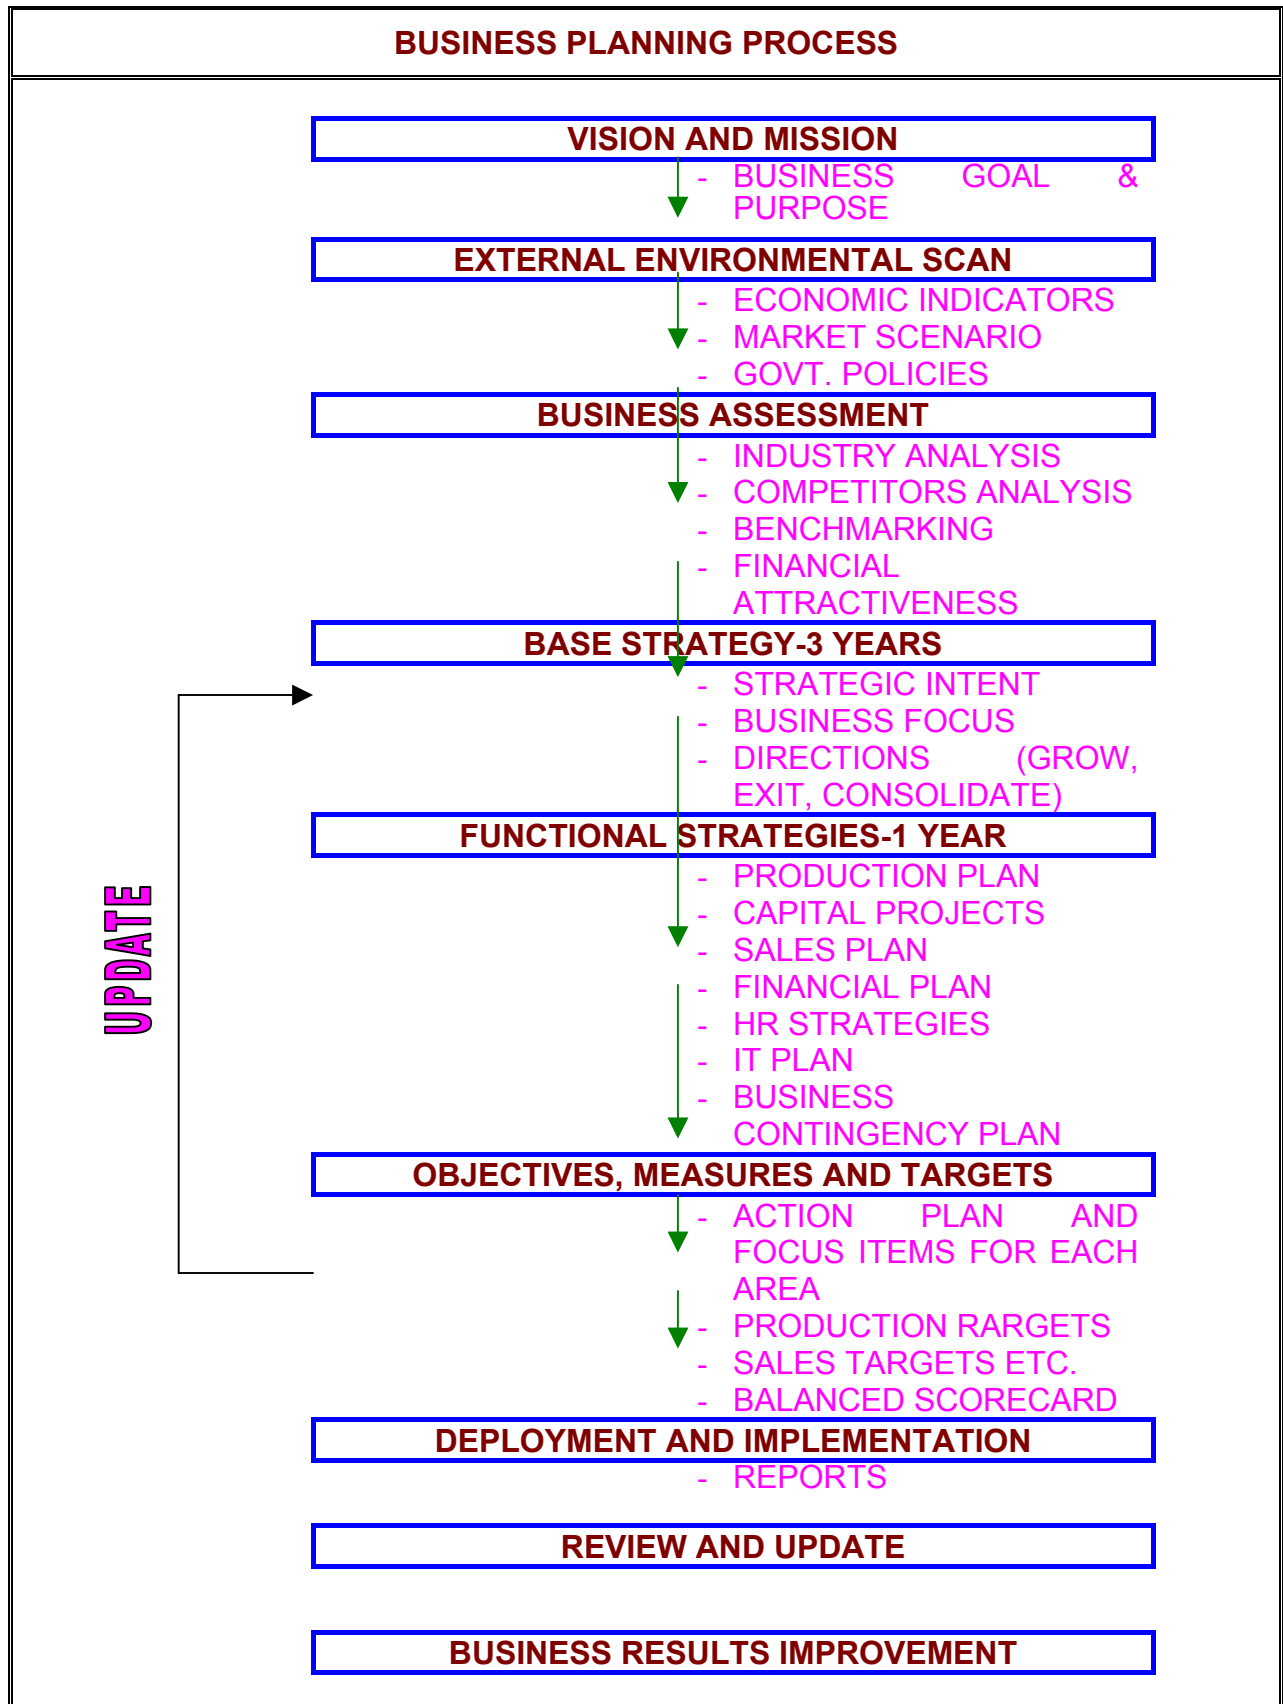 BUSINESS PLANNING PROCESS
VISION AND MISSION
- BUSINESS GOAL &
PURPOSE
EXTERNAL ENVIRONMENTAL SCAN
- ECONOMIC INDICATORS
- MARKET SCENARIO
- GOVT. POLICIES
BUSINESS ASSESSMENT
- INDUSTRY ANALYSIS
- COMPETITORS ANALYSIS
- BENCHMARKING
- FINANCIAL
ATTRACTIVENESS
BASE STRATEGY-3 YEARS
- STRATEGIC INTENT
- BUSINESS FOCUS
- DIRECTIONS (GROW,
EXIT, CONSOLIDATE)
FUNCTIONAL STRATEGIES-1 YEAR
- PRODUCTION PLAN
- CAPITAL PROJECTS
- SALES PLAN
- FINANCIAL PLAN
- HR STRATEGIES
- IT PLAN
- BUSINESS
CONTINGENCY PLAN
UPDATE
OBJECTIVES, MEASURES AND TARGETS
- ACTION PLAN AND
FOCUS ITEMS FOR EACH
AREA
- PRODUCTION RARGETS
- SALES TARGETS ETC.
- BALANCED SCORECARD
DEPLOYMENT AND IMPLEMENTATION
- REPORTS
REVIEW AND UPDATE
BUSINESS RESULTS IMPROVEMENT